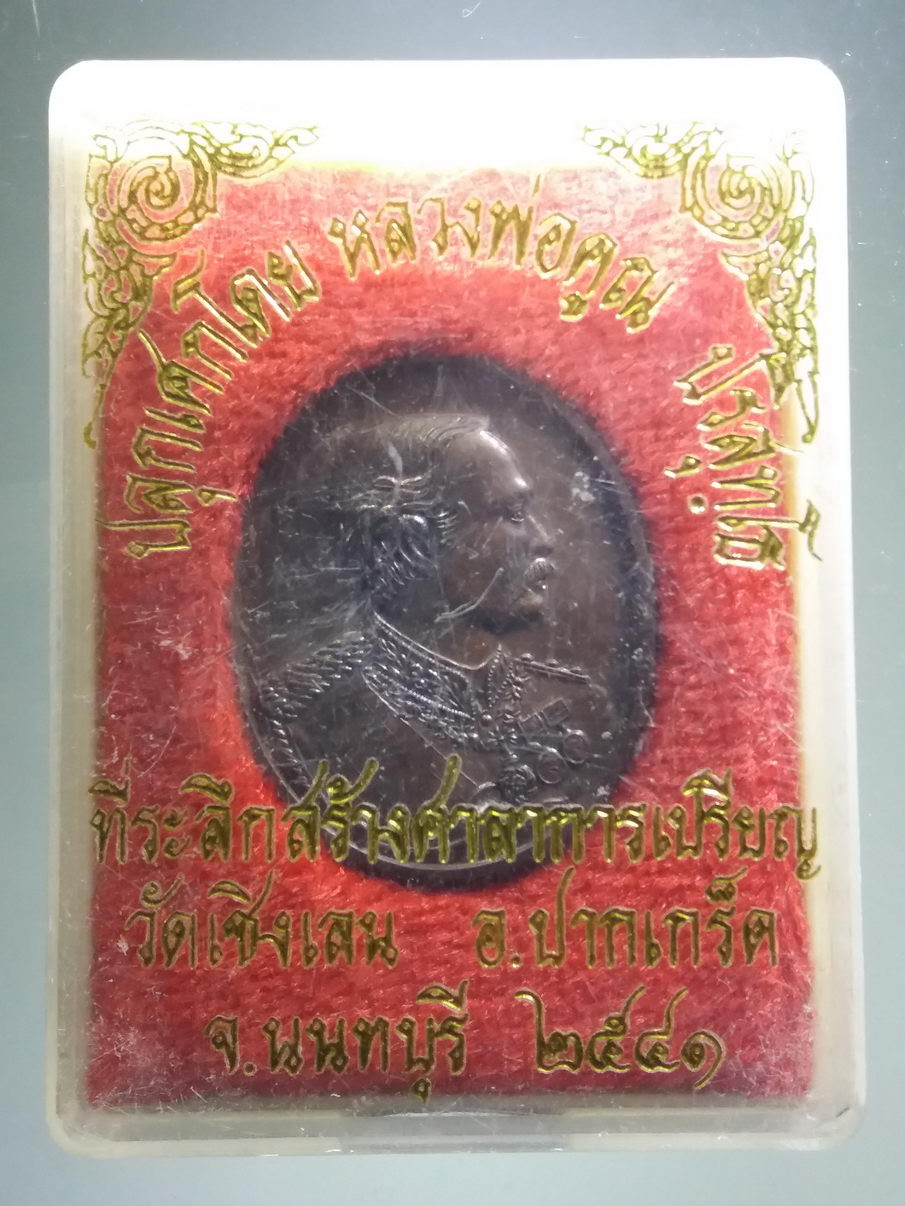 ปลุกเศกโดย หลวงพ่อคูณ ปริสุทฺโธ
ที่ระลึกสร้างศาลาการเปรียญ
วัดเชิงเลน อ.ปากเกร็ด
จ.นนทบุรี ๒๕๔๑